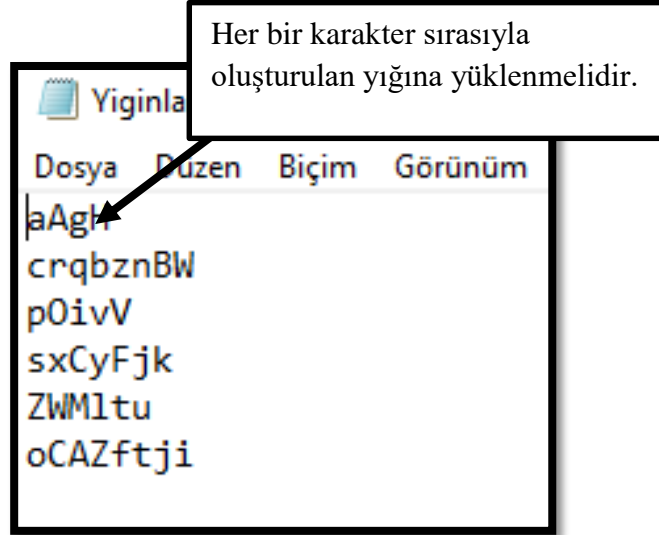 Her bir karakter sırasıyla
oluşturulan yığına yüklenmelidir.
Yiginla
Dosya Düzen Biçim Görünüm
aAgH
crqbznBW
pOivV
sxCyFjk
ZWMltu
oCAZftji